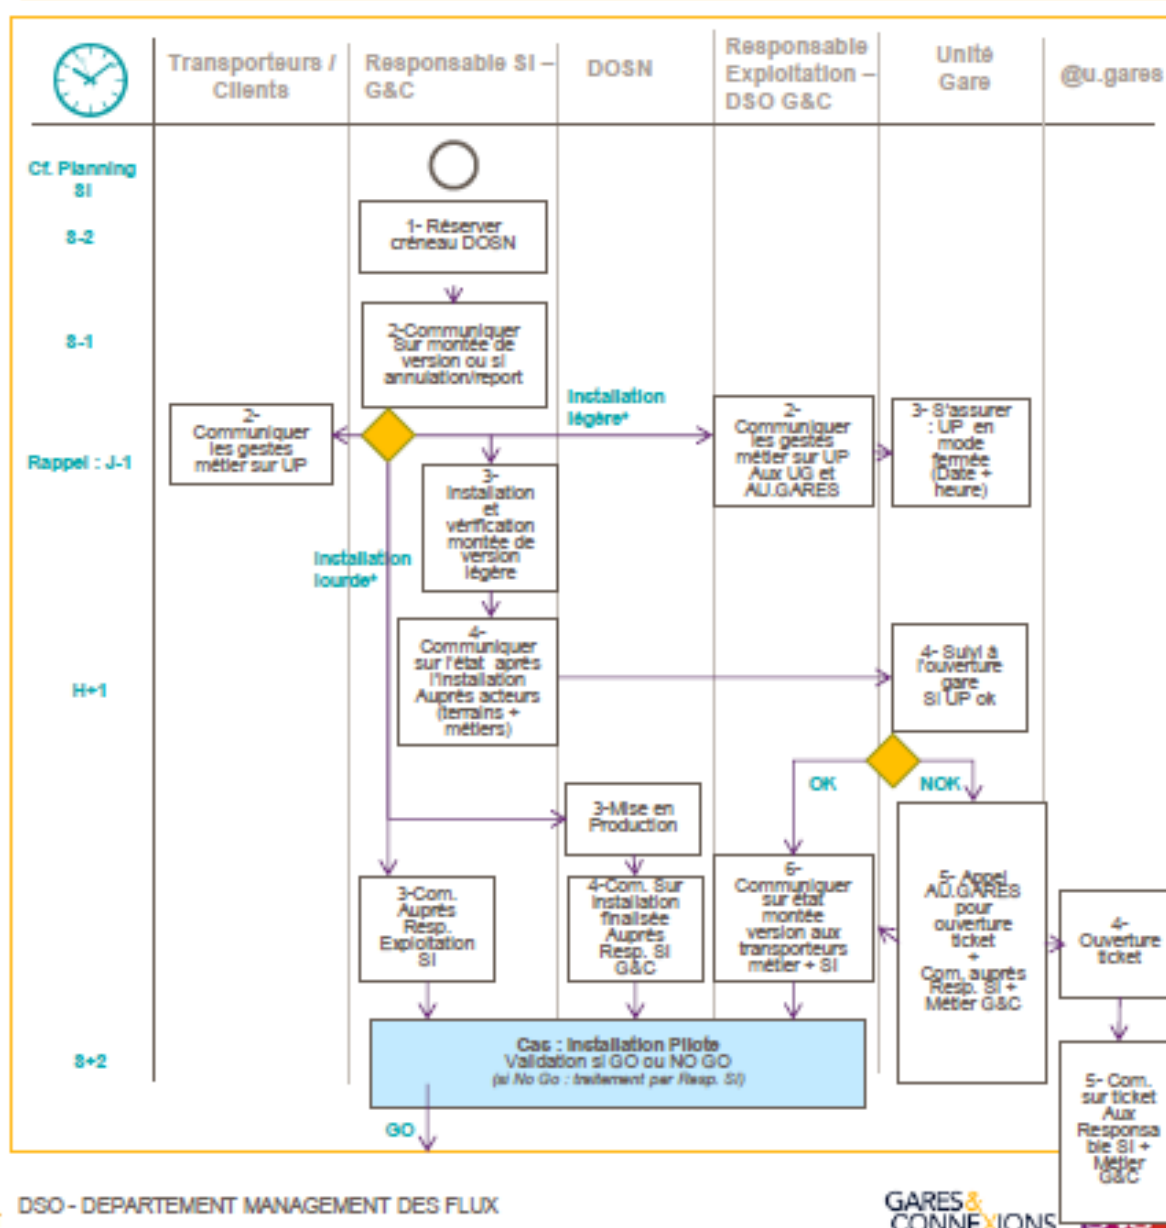 Transporteurs /
Clients
Responsable SI –
G&C
DOSN
Responsable
Exploitation –
DSO G&C
Unité
Gare
@u.gares
Cf. Planning
SI
S-2
1- Réserver
créneau DOSN
S-1
2-Communiquer
Sur montée de
version ou si
annulation/report
Installation
légère*
Rappel : J-1
2-
Communiquer
les gestes
métier sur UP
2-
Communiquer
les gestes
métier sur UP
Aux UG et
AU.GARES
3- S'assurer
: UP en
mode
fermée
(Date +
heure)
3-
Installation
et
vérification
montée de
version
légère
Installation
lourde*
H+1
4-
Communiquer
sur l'état après
l'installation
Auprès acteurs
(terrains +
métiers)
4- Suivi à
l'ouverture
gare
SI UP ok
OK
NOK
3-Mise en
Production
3-Com.
Auprès
Resp.
Exploitation
SI
4-Com. Sur
Installation
finalisée
Auprès
Resp. SI
G&C
6-
Communiquer
sur état
montée
version aux
transporteurs
métier + SI
5- Appel
AU.GARES
pour
ouverture
ticket
+
Com. auprès
Resp. SI +
Métier G&C
4-
Ouverture
ticket
S+2
Cas : Installation Pilote
Validation si GO ou NO GO
(si No Go : traitement par Resp. SI)
5- Com.
sur ticket
Aux
Responsa
ble SI +
Métier
G&C
GO
DSO - DEPARTEMENT MANAGEMENT DES FLUX
GARES&
CONNEXIONS